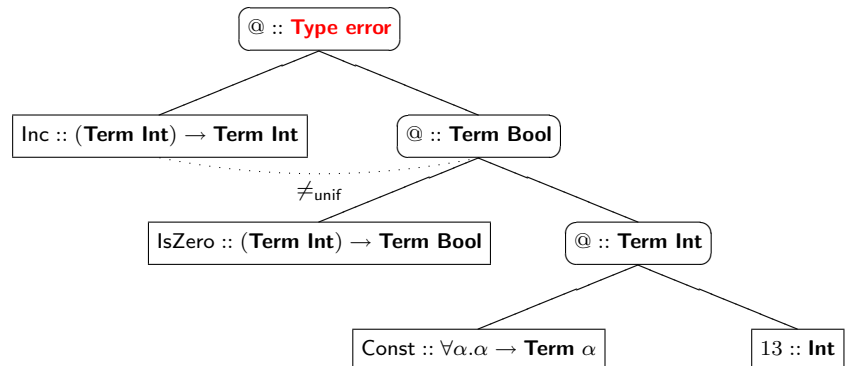 @ :: Type error
Inc :: (Term Int) → Term Int
@ :: Term Bool
≠unif
IsZero :: (Term Int) → Term Bool
@ :: Term Int
Const :: ∀α.α → Term α
13 :: Int